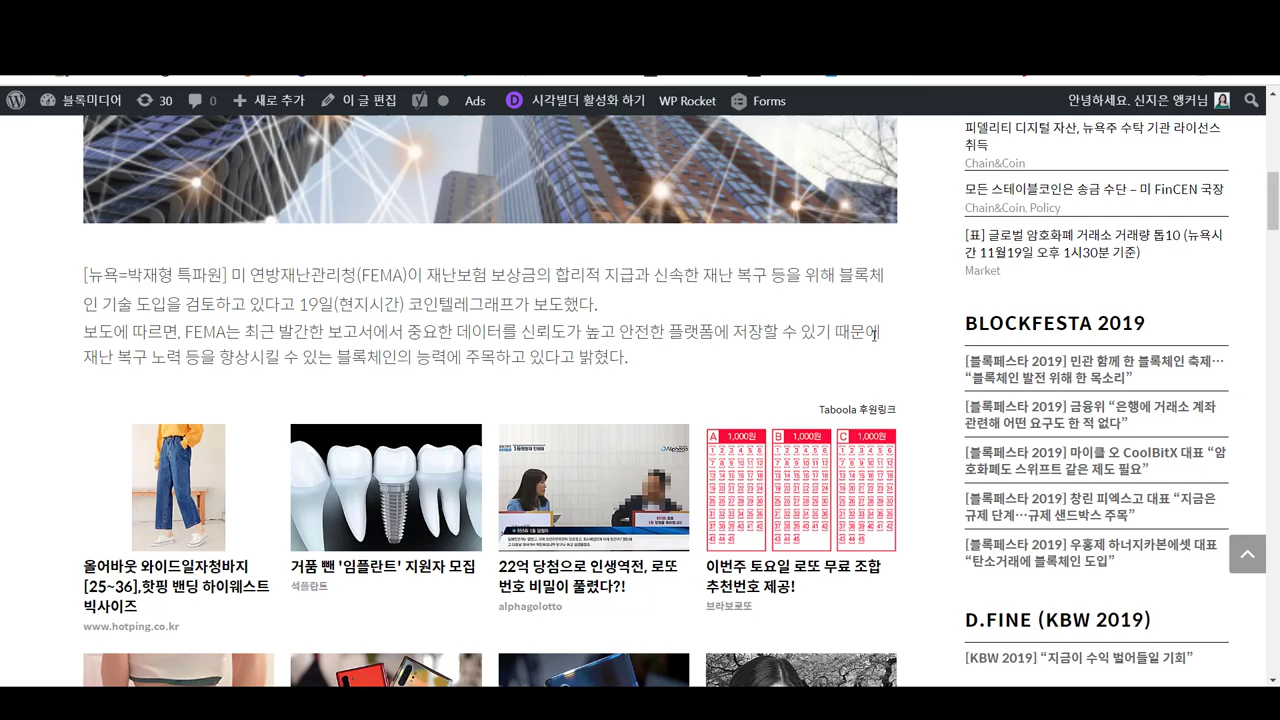 블록미디어
30
0
새로 추가
이 글 편집
Ads
D
시각빌더 활성화 하기
WP Rocket
Forms
안녕하세요. 신지은 앵커님
[뉴욕=박재형 특파원] 미 연방재난관리청(FEMA)이 재난보험 보상금의 합리적 지급과 신속한 재난 복구 등을 위해 블록체
인 기술 도입을 검토하고 있다고 19일(현지시간) 코인텔레그래프가 보도했다.
보도에 따르면, FEMA는 최근 발간한 보고서에서 중요한 데이터를 신뢰도가 높고 안전한 플랫폼에 저장할 수 있기 때문에
재난 복구 노력 등을 향상시킬 수 있는 블록체인의 능력에 주목하고 있다고 밝혔다.
Taboola 후원링크
올어바웃 와이드일자청바지
[25~36],핫핑 밴딩 하이웨스트
빅사이즈
www.hotping.co.kr
거품 뺀 '임플란트' 지원자 모집
석플란트
22억 당첨으로 인생역전, 로또
번호 비밀이 풀렸다?!
alphagolotto
A 1,000원
B 1,000원
C 1,000원
이번주 토요일 로또 무료 조합
추천번호 제공!
브라보로또
피델리티 디지털 자산, 뉴욕주 수탁 기관 라이선스
취득
Chain&Coin
모든 스테이블코인은 송금 수단 – 미 FinCEN 국장
Chain&Coin, Policy
[표] 글로벌 암호화폐 거래소 거래량 톱10 (뉴욕시
간 11월19일 오후 1시30분 기준)
Market
BLOCKFESTA 2019
[블록페스타 2019] 민관 함께 한 블록체인 축제…
“블록체인 발전 위해 한 목소리”
[블록페스타 2019] 금융위 “은행에 거래소 계좌
관련해 어떤 요구도 한 적 없다”
[블록페스타 2019] 마이클 오 CoolBitX 대표 “암
호화폐도 스위프트 같은 제도 필요”
[블록페스타 2019] 창린 피엑스고 대표 “지금은
규제 단계…규제 샌드박스 주목”
[블록페스타 2019] 우홍제 하너지카본에셋 대표
“탄소거래에 블록체인 도입”
D.FINE (KBW 2019)
[KBW 2019] “지금이 수익 벌어들일 기회”